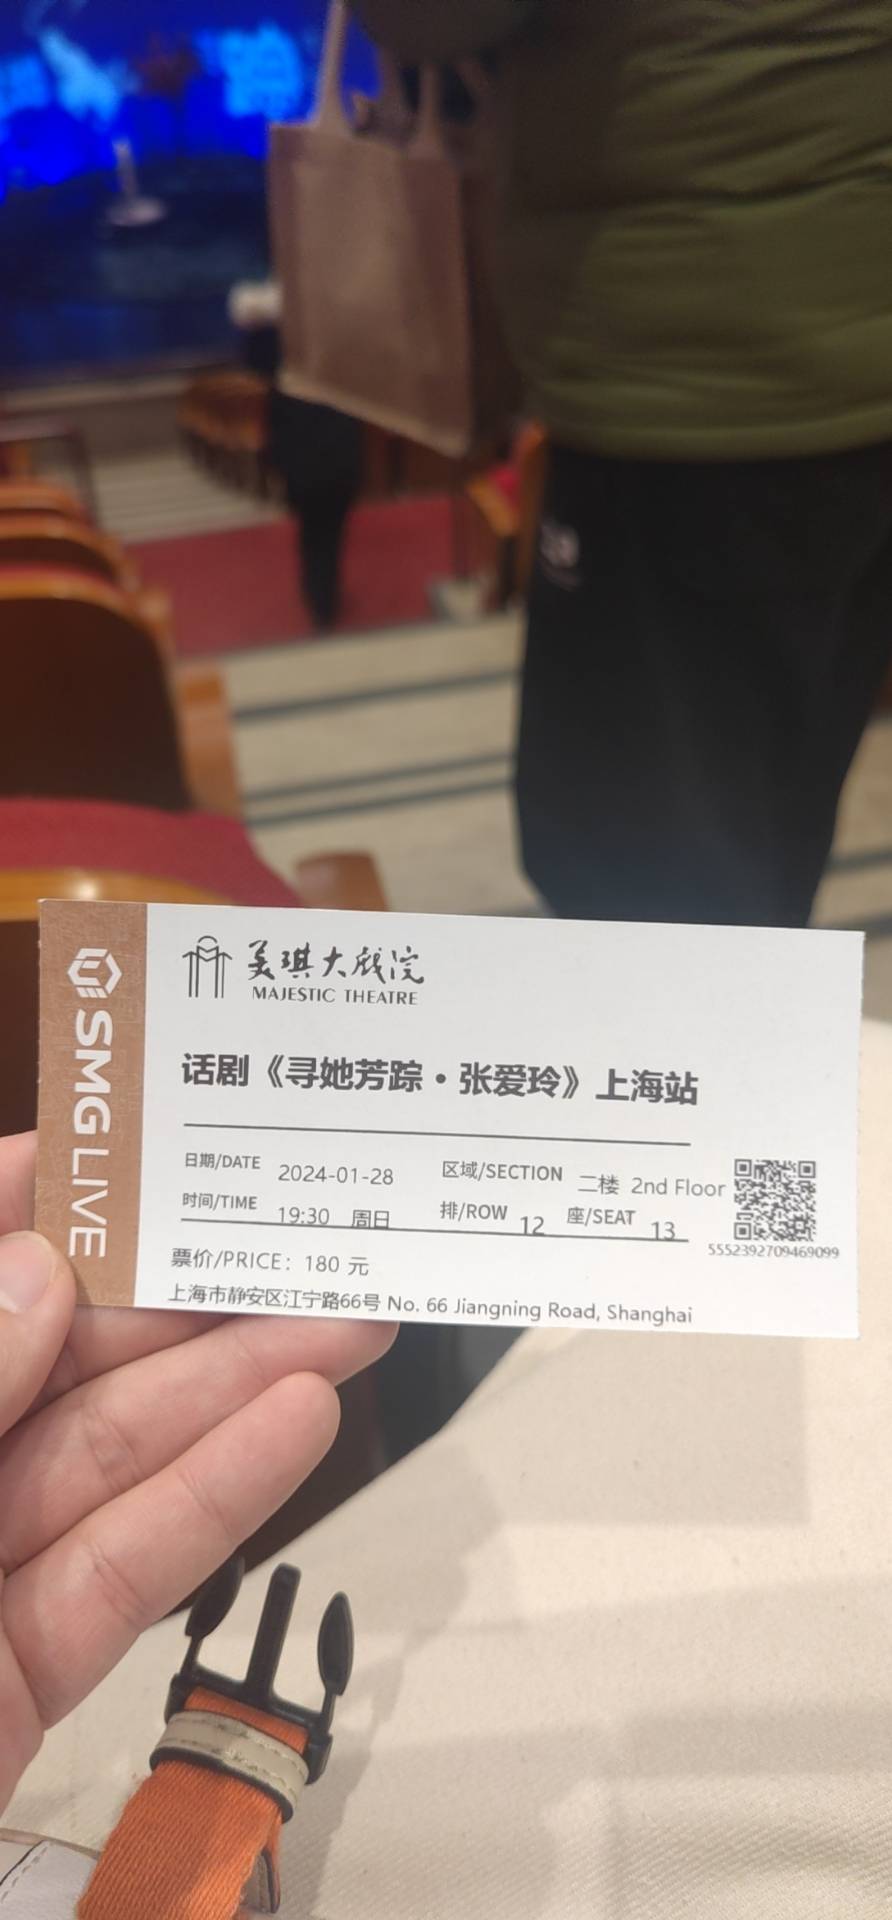 SMG LIVE
美琪大戏院
MAJESTIC THEATRE
话剧《寻她芳踪·张爱玲》上海站
日期/DATE 2024-01-28 区域/SECTION 二楼 2nd Floor
时间/TIME 19:30 周日 排/ROW 12 座/SEAT 13
5552392709469099
票价/PRICE: 180 元
上海市静安区江宁路66号 No. 66 Jiangning Road, Shanghai